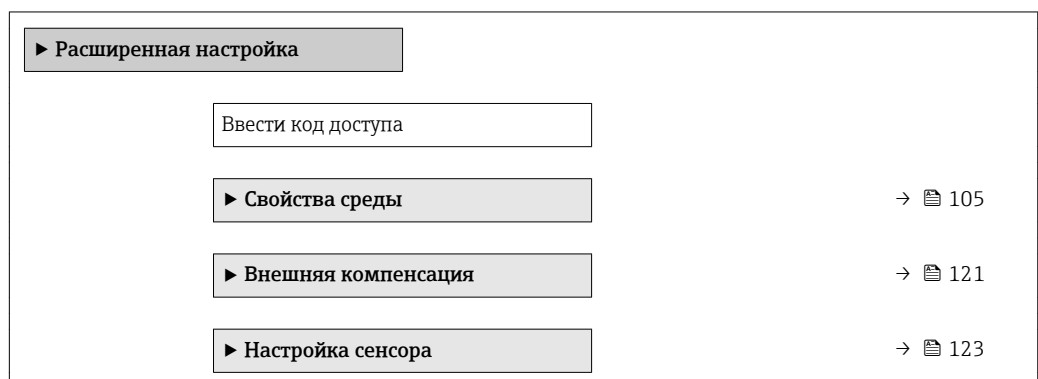 ▶ Расширенная настройка
Ввести код доступа
▶ Свойства среды → 105
▶ Внешняя компенсация → 121
▶ Настройка сенсора → 123